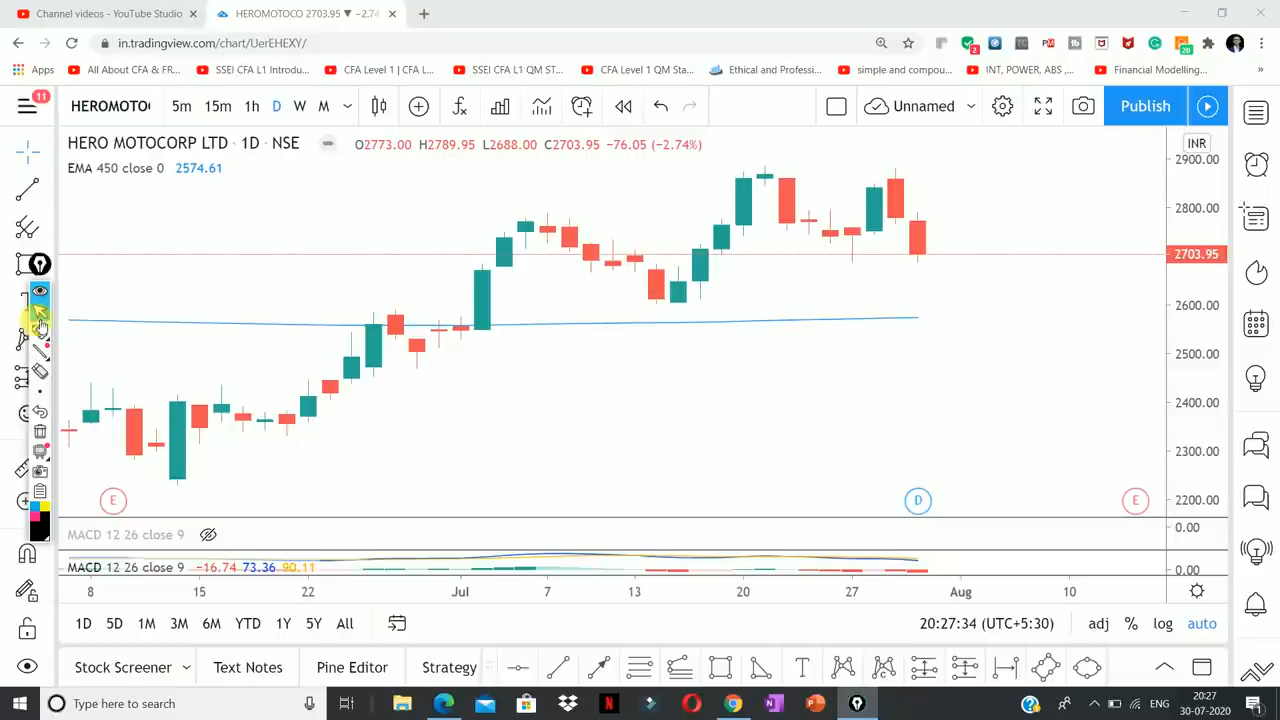 Channel videos - YouTube Studio
HEROMOTOCO 2703.95 ▼ −2.74
in.tradingview.com/chart/UerEHEXY/
Apps
All About CFA & FR...
SSEI CFA L1 Introdu...
CFA Level 1 | CFA L...
SSEI CFA L1 QM ST...
CFA Level 1 QM Sta...
Ethical and Professi...
simple and compou...
INT, POWER, ABS ,...
Financial Modelling...
11
HEROMOTO
5m
15m
1h
D
W
M
Unnamed
Publish
HERO MOTOCORP LTD · 1D · NSE
O2773.00 H2789.95 L2688.00 C2703.95 −76.05 (−2.74%)
EMA 450 close 0 2574.61
INR
2900.00
2800.00
2703.95
2600.00
2500.00
2400.00
2300.00
2200.00
E
D
E
MACD 12 26 close 9
0.00
MACD 12 26 close 9 −16.74 73.36 90.11
0.00
8
15
22
Jul
7
13
20
27
Aug
10
1D 5D 1M 3M 6M YTD 1Y 5Y All
20:27:34 (UTC+5:30)
adj % log auto
Stock Screener
Text Notes
Pine Editor
Strategy
Type here to search
ENG
20:27
30-07-2020